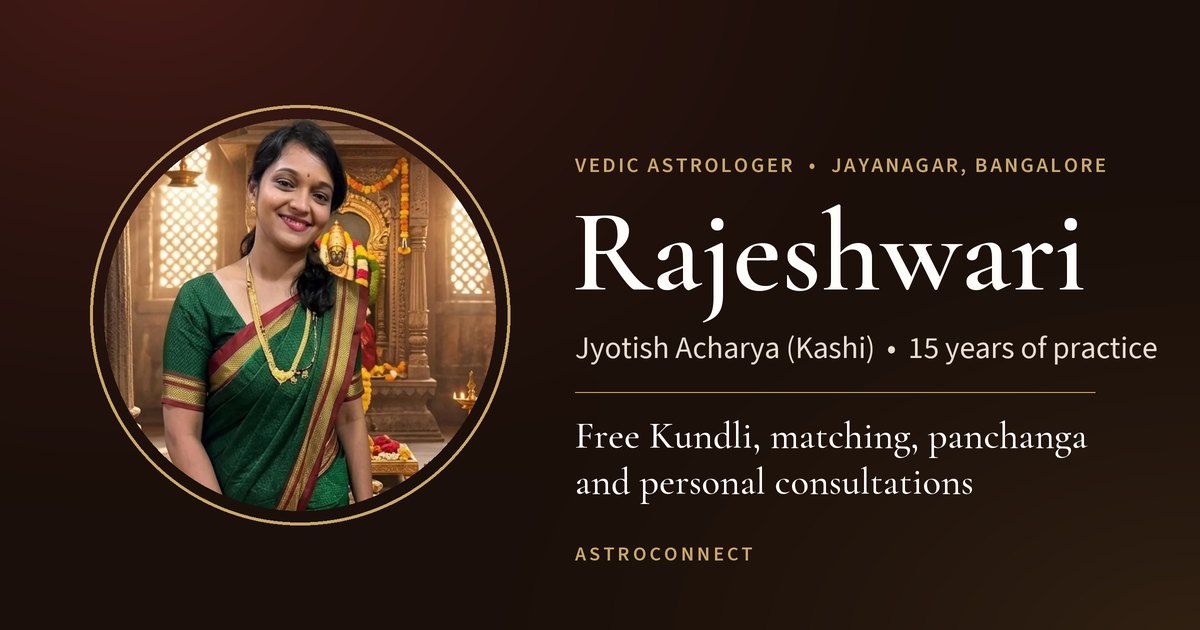 VEDIC ASTROLOGER • JAYANAGAR, BANGALORE
Rajeshwari
Jyotish Acharya (Kashi) • 15 years of practice
Free Kundli, matching, panchanga
and personal consultations
ASTROCONNECT